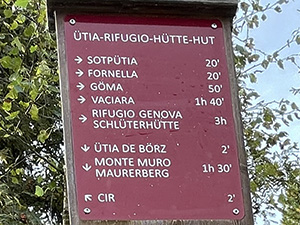 ÜTIA-RIFUGIO-HÜTTE-HUT
→ SOTPÜTIA 20'
→ FORNELLA 20'
→ GÖMA 50'
→ VACIARA 1h 40'
→ RIFUGIO GENOVA
SCHLÜTERHÜTTE 3h
↓ ÜTIA DE BÖRZ 2'
↓ MONTE MURO
MAURERBERG 1h 30'
↖ CIR 2'